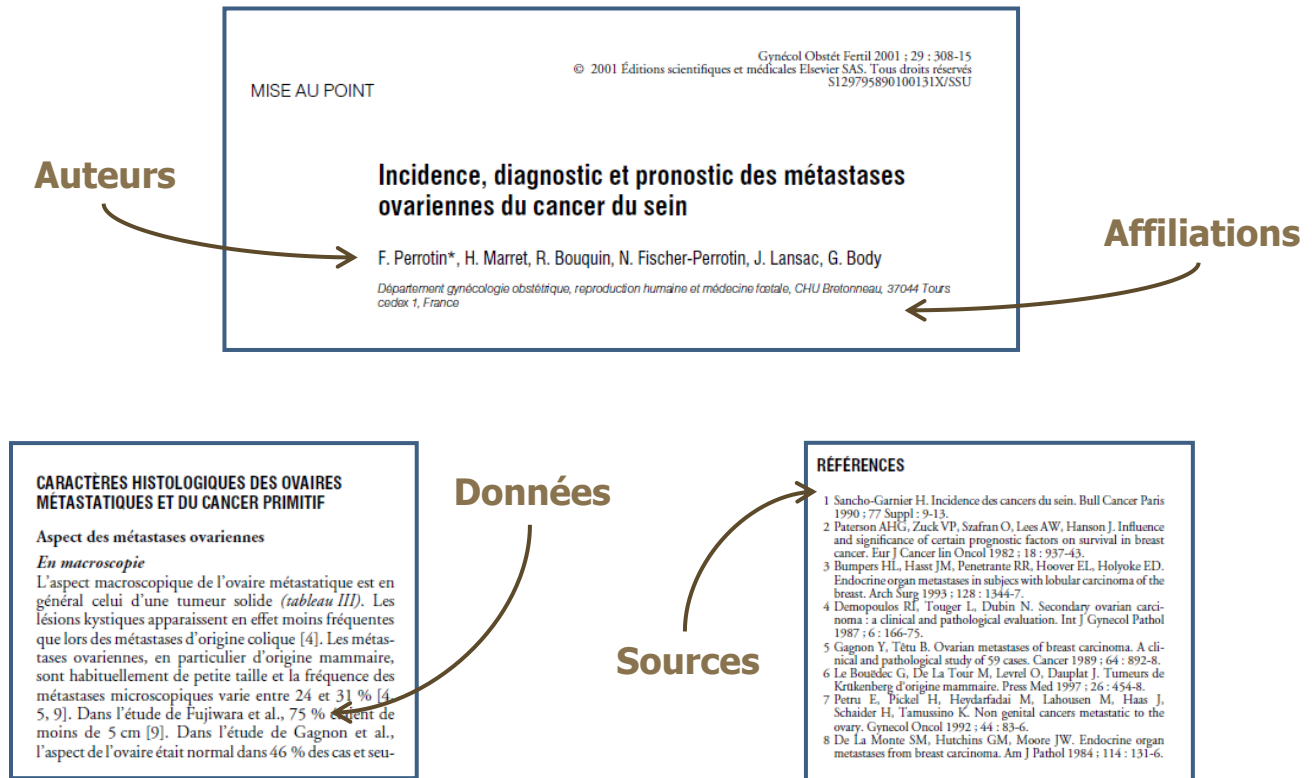 Gynécol Obstét Fertil 2001 ; 29 : 308-15
© 2001 Éditions scientifiques et médicales Elsevier SAS. Tous droits réservés
S129795890100131X/SSU
MISE AU POINT
Auteurs
Incidence, diagnostic et pronostic des métastases
ovariennes du cancer du sein
Affiliations
F. Perrotin*, H. Marret, R. Bouquin, N. Fischer-Perrotin, J. Lansac, G. Body
Département gynécologie obstétrique, reproduction humaine et médecine fœtale, CHU Bretonneau, 37044 Tours
cedex 1, France
CARACTÈRES HISTOLOGIQUES DES OVAIRES
MÉTASTATIQUES ET DU CANCER PRIMITIF
Aspect des métastases ovariennes
En macroscopie
L'aspect macroscopique de l'ovaire métastatique est en
général celui d'une tumeur solide (tableau III). Les
lésions kystiques apparaissent en effet moins fréquentes
que lors des métastases d'origine colique [4]. Les métas-
tases ovariennes, en particulier d'origine mammaire,
sont habituellement de petite taille et la fréquence des
métastases microscopiques varie entre 24 et 31 % [4,
5, 9]. Dans l'étude de Fujiwara et al., 75 % étaient de
moins de 5 cm [9]. Dans l'étude de Gagnon et al.,
l'aspect de l'ovaire était normal dans 46 % des cas et seu-
Données
Sources
RÉFÉRENCES
1 Sancho-Garnier H. Incidence des cancers du sein. Bull Cancer Paris
1990 ; 77 Suppl : 9-13.
2 Paterson AHG, Zuck VP, Szafran O, Lees AW, Hanson J. Influence
and significance of certain prognostic factors on survival in breast
cancer. Eur J Cancer lin Oncol 1982 ; 18 : 937-43.
3 Bumpers HL, Hasst JM, Penetrante RR, Hoover EL, Holyoke ED.
Endocrine organ metastases in subjecs with lobular carcinoma of the
breast. Arch Surg 1993 ; 128 : 1344-7.
4 Demopoulos RI, Touger L, Dubin N. Secondary ovarian carci-
noma : a clinical and pathological evaluation. Int J Gynecol Pathol
1987 ; 6 : 166-75.
5 Gagnon Y, Têtu B. Ovarian metastases of breast carcinoma. A cli-
nical and pathological study of 59 cases. Cancer 1989 ; 64 : 892-8.
6 Le Bouëdec G, De La Tour M, Levrel O, Dauplat J. Tumeurs de
Krükenberg d'origine mammaire. Press Med 1997 ; 26 : 454-8.
7 Petru E, Pickel H, Heydarfadai M, Lahousen M, Haas J,
Schaider H, Tamussino K. Non genital cancers metastatic to the
ovary. Gynecol Oncol 1992 ; 44 : 83-6.
8 De La Monte SM, Hutchins GM, Moore JW. Endocrine organ
metastases from breast carcinoma. Am J Pathol 1984 ; 114 : 131-6.